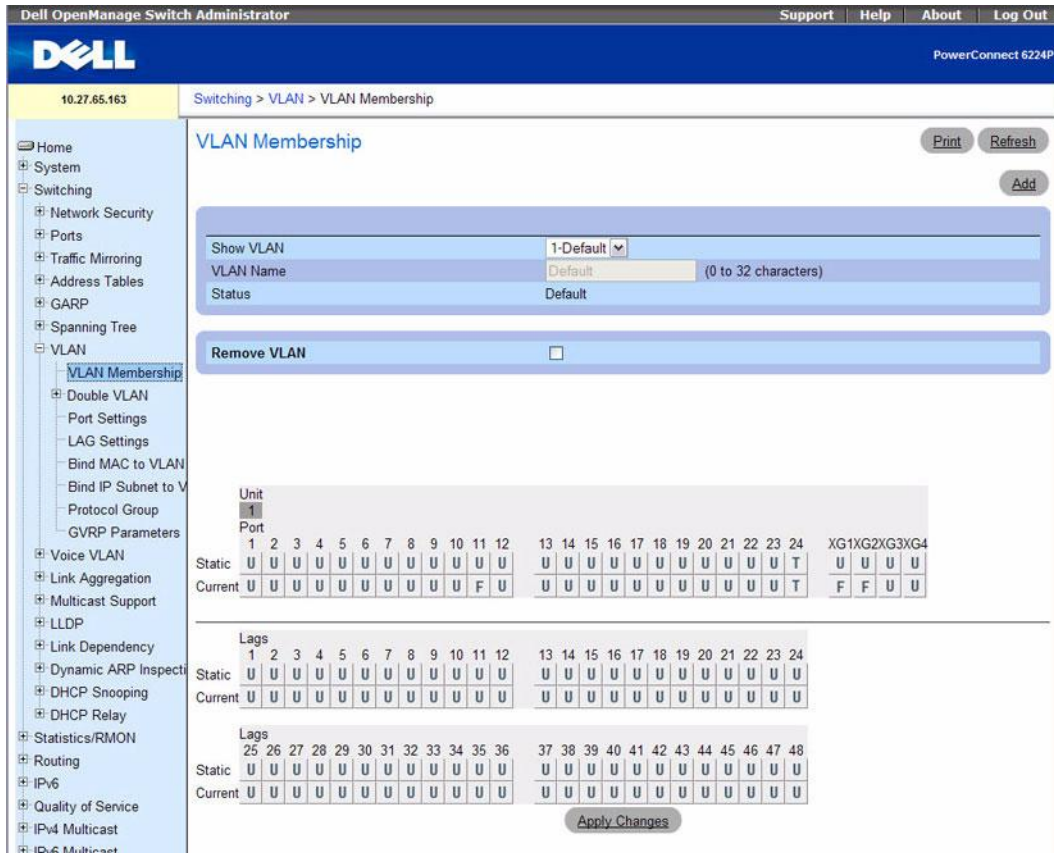 Dell OpenManage Switch Administrator
Support Help About Log Out
DELL
PowerConnect 6224P
10.27.65.163
Switching > VLAN > VLAN Membership
Home
System
Switching
Network Security
Ports
Traffic Mirroring
Address Tables
GARP
Spanning Tree
VLAN
VLAN Membership
Double VLAN
Port Settings
LAG Settings
Bind MAC to VLAN
Bind IP Subnet to V
Protocol Group
GVRP Parameters
Voice VLAN
Link Aggregation
Multicast Support
LLDP
Link Dependency
Dynamic ARP Inspecti
DHCP Snooping
DHCP Relay
Statistics/RMON
Routing
IPv6
Quality of Service
IPv4 Multicast
IPv6 Multicast
VLAN Membership
Print Refresh
Add
Show VLAN 1-Default
VLAN Name Default (0 to 32 characters)
Status Default
Remove VLAN
Unit
1
Port
1 2 3 4 5 6 7 8 9 10 11 12 13 14 15 16 17 18 19 20 21 22 23 24 XG1XG2XG3XG4
Static U U U U U U U U U U U U U U U U U U U U U U U T U U U U
Current U U U U U U U U U U F U U U U U U U U U U U U T F F U U
Lags
1 2 3 4 5 6 7 8 9 10 11 12 13 14 15 16 17 18 19 20 21 22 23 24
Static U U U U U U U U U U U U U U U U U U U U U U U U
Current U U U U U U U U U U U U U U U U U U U U U U U U
Lags
25 26 27 28 29 30 31 32 33 34 35 36 37 38 39 40 41 42 43 44 45 46 47 48
Static U U U U U U U U U U U U U U U U U U U U U U U U
Current U U U U U U U U U U U U U U U U U U U U U U U U
Apply Changes